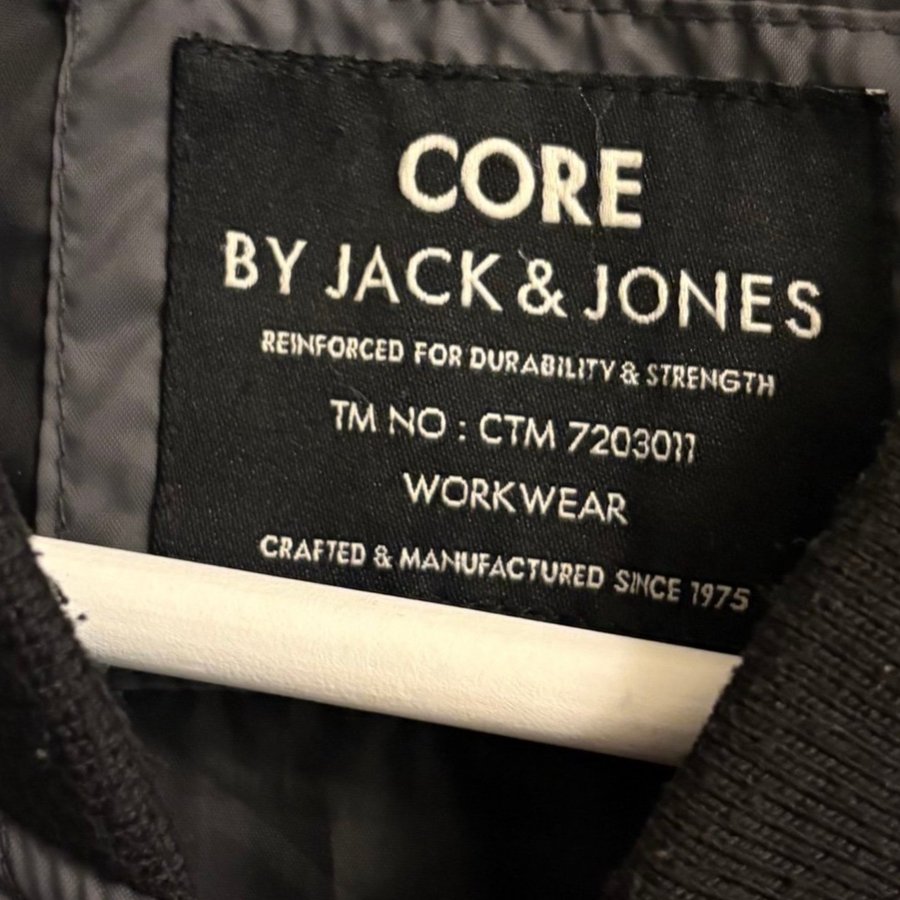 CORE
BY JACK & JONES
REINFORCED FOR DURABILITY & STRENGTH
TM NO : CTM 7203011
WORKWEAR
CRAFTED & MANUFACTURED SINCE 1975